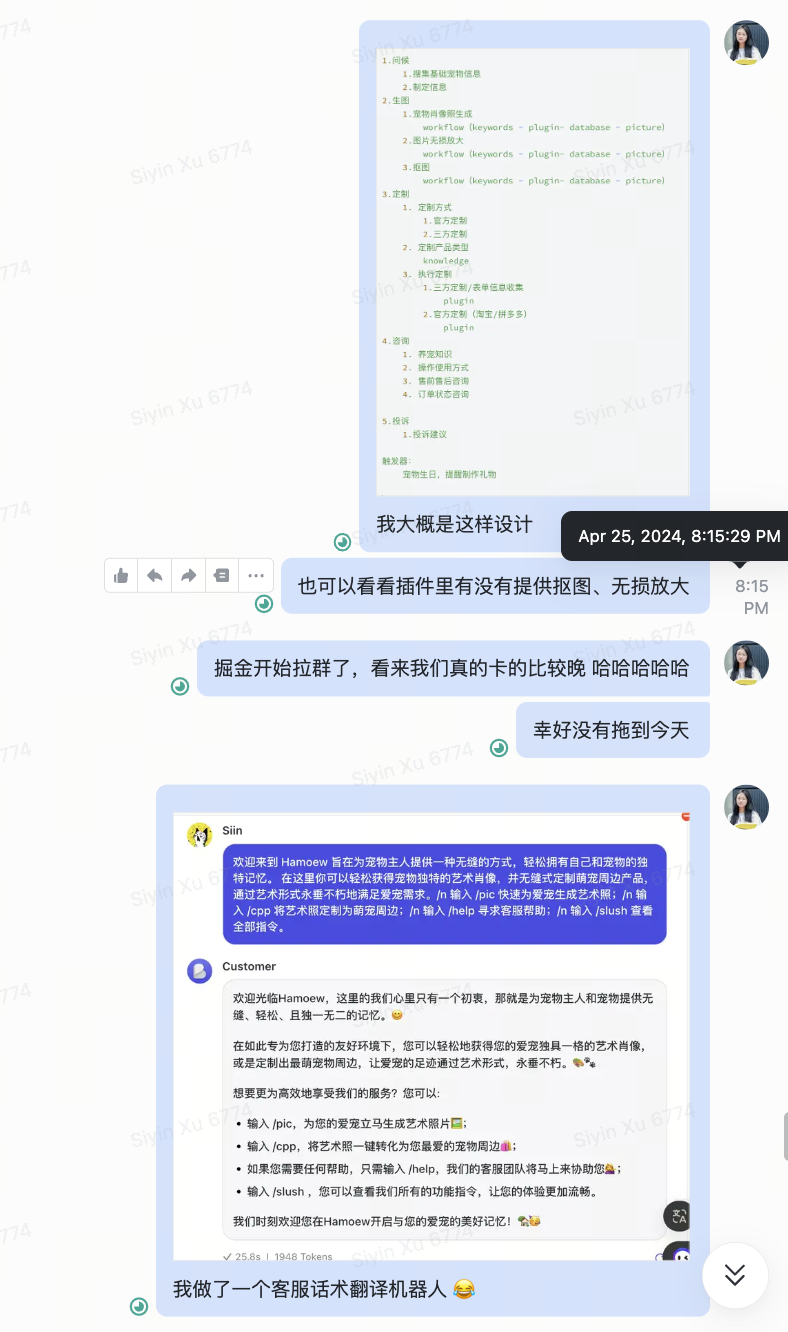 Siyin Xu 6774
1.问候
1.搜集基础宠物信息
2.制定信息
2.生图
1.宠物肖像照生成
workflow（keywords - plugin- database - picture）
2.图片无损放大
workflow（keywords - plugin- database - picture）
3.抠图
workflow（keywords - plugin- database - picture）
3.定制
1. 定制方式
1.官方定制
2.三方定制
2. 定制产品类型
knowledge
3. 执行定制
1.三方定制/表单信息收集
plugin
2.官方定制（淘宝/拼多多）
plugin
4.咨询
1. 养宠知识
2. 操作使用方式
3. 售前售后咨询
4. 订单状态咨询
5.投诉
1.投诉建议
触发器：
宠物生日，提醒制作礼物
我大概是这样设计
Apr 25, 2024, 8:15:29 PM
也可以看看插件里有没有提供抠图、无损放大
8:15
PM
掘金开始拉群了，看来我们真的卡的比较晚 哈哈哈哈哈
幸好没有拖到今天
Siin
欢迎来到 Hamoew 旨在为宠物主人提供一种无缝的方式，轻松拥有自己和宠物的独
特记忆。 在这里你可以轻松获得宠物独特的艺术肖像，并无缝式定制萌宠周边产品，
通过艺术形式永垂不朽地满足爱宠需求。/n 输入 /pic 快速为爱宠生成艺术照；/n 输
入 /cpp 将艺术照定制为萌宠周边；/n 输入 /help 寻求客服帮助；/n 输入 /slush 查看
全部指令。
Customer
欢迎光临Hamoew，这里的我们心里只有一个初衷，那就是为宠物主人和宠物提供无
缝、轻松、且独一无二的记忆。😊
在如此专为您打造的友好环境下，您可以轻松地获得您的爱宠独具一格的艺术肖像，
或是定制出最萌宠物周边，让爱宠的足迹通过艺术形式，永垂不朽。🎨🐾
想要更为高效地享受我们的服务？您可以：
• 输入 /pic，为您的爱宠立马生成艺术照片🖼️；
• 输入 /cpp，将艺术照一键转化为您最爱的宠物周边🛍️；
• 如果您需要任何帮助，只需输入 /help，我们的客服团队将马上来协助您🙋‍♀️；
• 输入 /slush ，您可以查看我们所有的功能指令，让您的体验更加流畅。
我们时刻欢迎您在Hamoew开启与您的爱宠的美好记忆！🏡🥳
25.8s | 1948 Tokens
我做了一个客服话术翻译机器人 😂